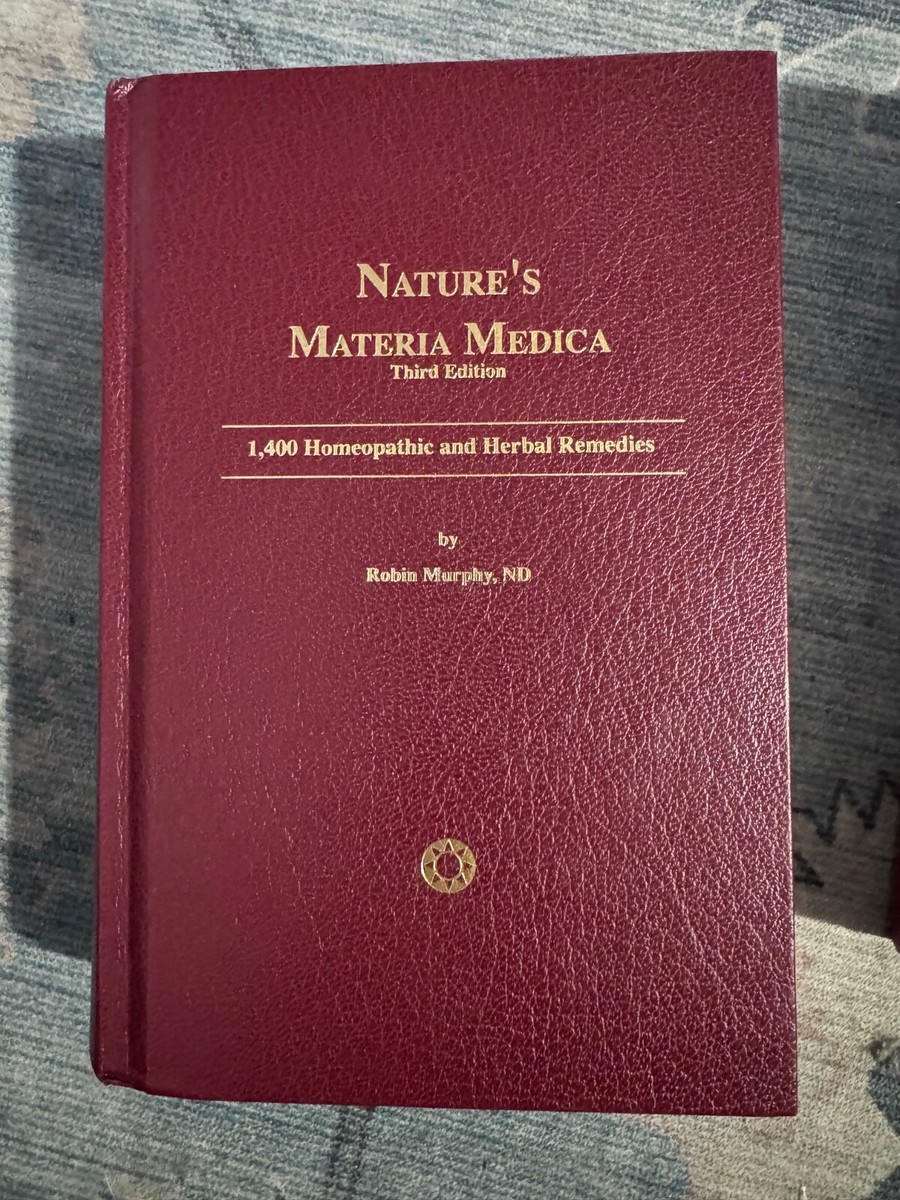 NATURE'S
MATERIA MEDICA
Third Edition
1,400 Homeopathic and Herbal Remedies
by
Robin Murphy, ND